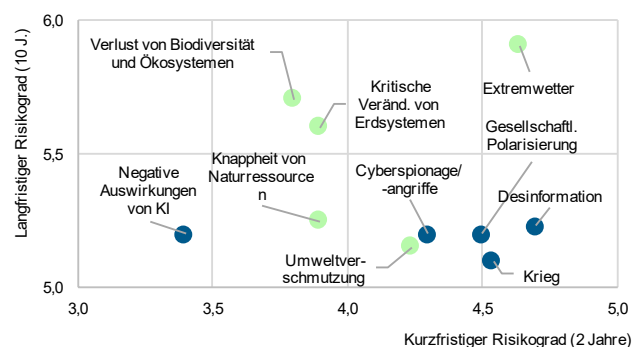 Langfristiger Risikograd (10 J.)
6,0
5,5
5,0
Verlust von Biodiversität
und Ökosystemen
Kritische
Veränd. von
Erdsystemen
Extremwetter
Gesellschaftl.
Polarisierung
Negative
Auswirkungen
von KI
Knappheit von
Naturressource
n
Cyberspionage/
-angriffe
Desinformation
Umweltver-
schmutzung
Krieg
3,0
3,5
4,0
4,5
5,0
Kurzfristiger Risikograd (2 Jahre)